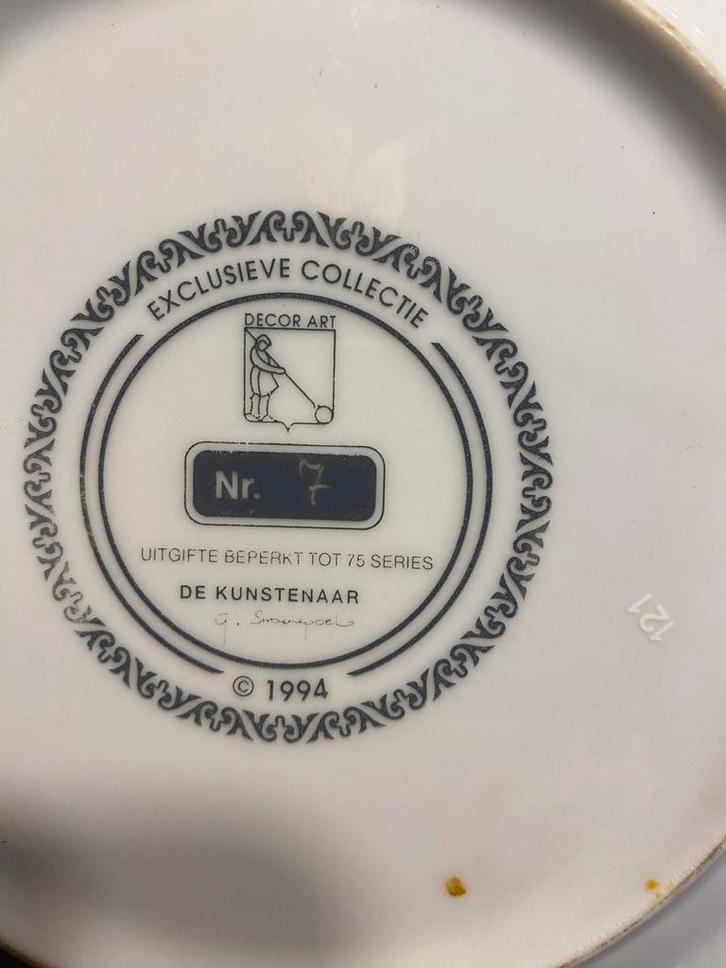 EXCLUSIEVE COLLECTIE
DECOR ART
Nr. 7
UITGIFTE BEPERKT TOT 75 SERIES
DE KUNSTENAAR
G.
© 1994
121